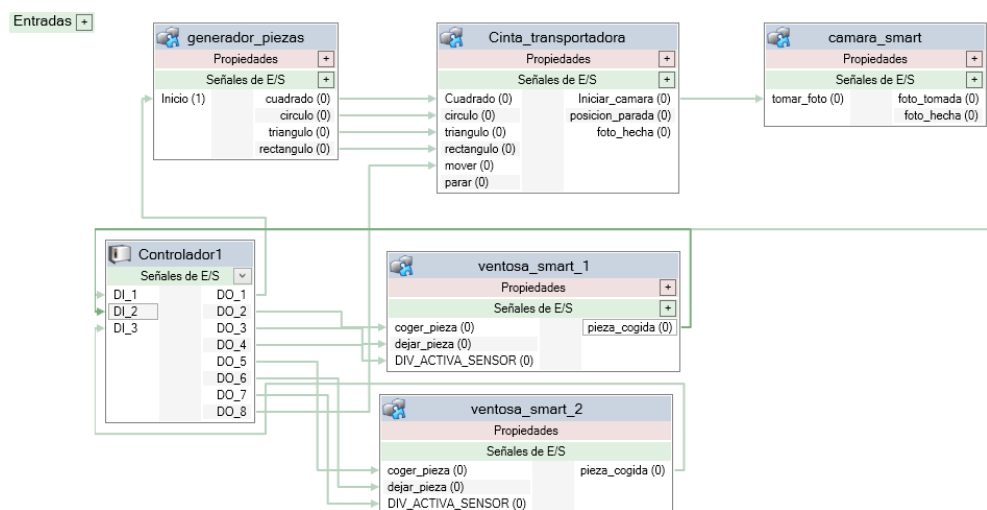 Entradas +
generador_piezas
Propiedades +
Señales de E/S +
Inicio (1) cuadrado (0)
circulo (0)
triangulo (0)
rectangulo (0)
Cinta_transportadora
Propiedades +
Señales de E/S +
Cuadrado (0) Iniciar_camara (0)
circulo (0) posicion_parada (0)
triangulo (0) foto_hecha (0)
rectangulo (0)
mover (0)
parar (0)
camara_smart
Propiedades +
Señales de E/S +
tomar_foto (0) foto_tomada (0)
foto_hecha (0)
Controlador1
Señales de E/S
DI_1 DO_1
DI_2 DO_2
DI_3 DO_3
DO_4
DO_5
DO_6
DO_7
DO_8
ventosa_smart_1
Propiedades +
Señales de E/S +
coger_pieza (0) pieza_cogida (0)
dejar_pieza (0)
DIV_ACTIVA_SENSOR (0)
ventosa_smart_2
Propiedades
Señales de E/S
coger_pieza (0) pieza_cogida (0)
dejar_pieza (0)
DIV_ACTIVA_SENSOR (0)